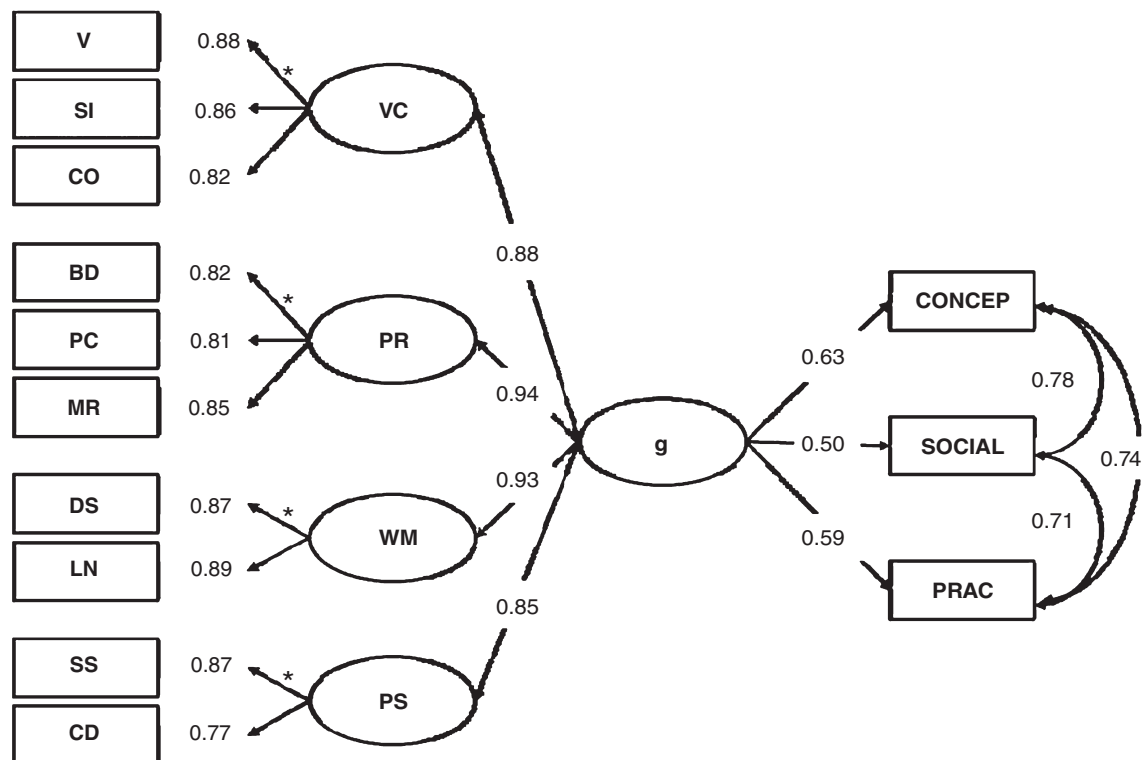 V
0.88
*
SI
0.86
VC
CO
0.82
0.88
BD
0.82
*
PC
0.81
PR
MR
0.85
0.94
g
0.93
DS
0.87
*
WM
LN
0.89
0.85
SS
0.87
*
PS
CD
0.77
CONCEP
0.63
0.78
0.50
SOCIAL
0.74
0.71
0.59
PRAC